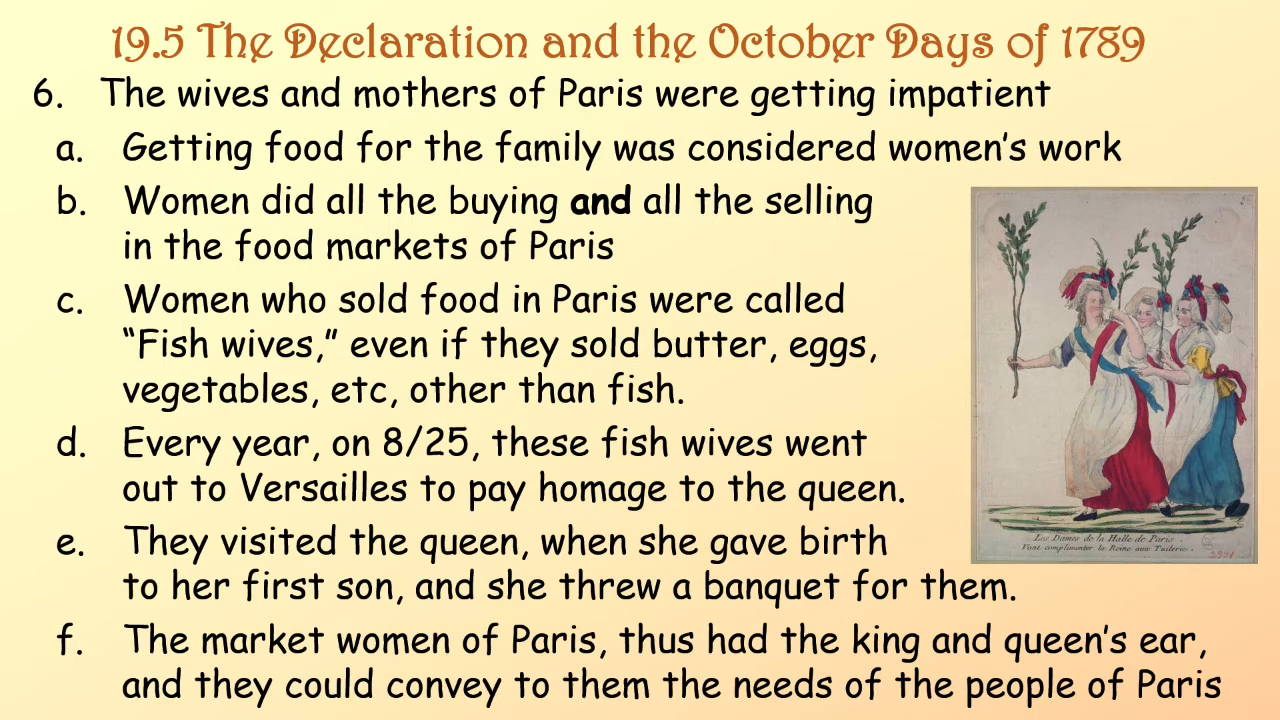 19.5 The Declaration and the October Days of 1789
6. The wives and mothers of Paris were getting impatient
a. Getting food for the family was considered women’s work
b. Women did all the buying and all the selling
in the food markets of Paris
c. Women who sold food in Paris were called
“Fish wives,” even if they sold butter, eggs,
vegetables, etc, other than fish.
d. Every year, on 8/25, these fish wives went
out to Versailles to pay homage to the queen.
e. They visited the queen, when she gave birth
to her first son, and she threw a banquet for them.
f. The market women of Paris, thus had the king and queen’s ear,
and they could convey to them the needs of the people of Paris
Les Dames de la Halle de Paris.
Vont complimenter la Reine aux Tuileries.